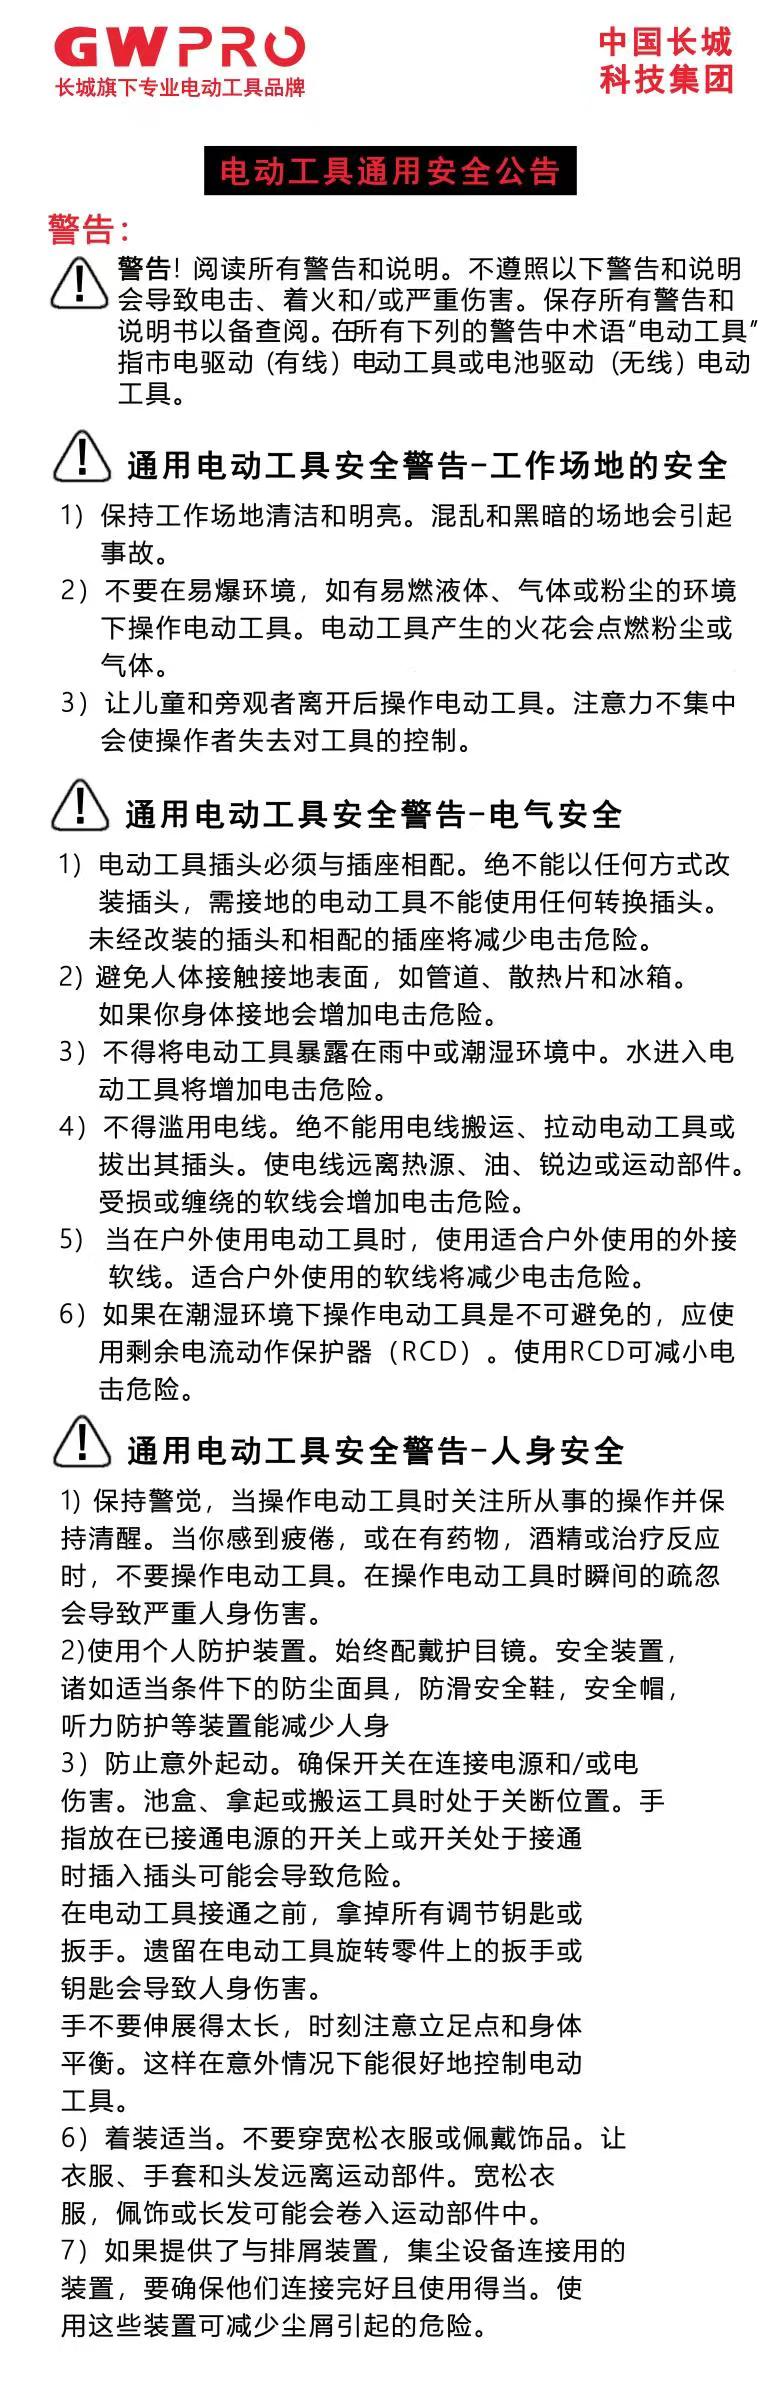 GWPRO
长城旗下专业电动工具品牌
中国长城
科技集团
电动工具通用安全公告
警告：
警告! 阅读所有警告和说明。不遵照以下警告和说明
会导致电击、着火和/或严重伤害。保存所有警告和
说明书以备查阅。在所有下列的警告中术语“电动工具”
指市电驱动（有线）电动工具或电池驱动（无线）电动
工具。
通用电动工具安全警告-工作场地的安全
1）保持工作场地清洁和明亮。混乱和黑暗的场地会引起
事故。
2）不要在易爆环境，如有易燃液体、气体或粉尘的环境
下操作电动工具。电动工具产生的火花会点燃粉尘或
气体。
3）让儿童和旁观者离开后操作电动工具。注意力不集中
会使操作者失去对工具的控制。
通用电动工具安全警告-电气安全
1）电动工具插头必须与插座相配。绝不能以任何方式改
装插头，需接地的电动工具不能使用任何转换插头。
未经改装的插头和相配的插座将减少电击危险。
2) 避免人体接触接地表面，如管道、散热片和冰箱。
如果你身体接地会增加电击危险。
3）不得将电动工具暴露在雨中或潮湿环境中。水进入电
动工具将增加电击危险。
4）不得滥用电线。绝不能用电线搬运、拉动电动工具或
拔出其插头。使电线远离热源、油、锐边或运动部件。
受损或缠绕的软线会增加电击危险。
5） 当在户外使用电动工具时，使用适合户外使用的外接
软线。适合户外使用的软线将减少电击危险。
6）如果在潮湿环境下操作电动工具是不可避免的，应使
用剩余电流动作保护器（RCD）。使用RCD可减小电
击危险。
通用电动工具安全警告-人身安全
1) 保持警觉，当操作电动工具时关注所从事的操作并保
持清醒。当你感到疲倦，或在有药物，酒精或治疗反应
时，不要操作电动工具。在操作电动工具时瞬间的疏忽
会导致严重人身伤害。
2)使用个人防护装置。始终配戴护目镜。安全装置，
诸如适当条件下的防尘面具，防滑安全鞋，安全帽，
听力防护等装置能减少人身
3）防止意外起动。确保开关在连接电源和/或电
伤害。池盒、拿起或搬运工具时处于关断位置。手
指放在已接通电源的开关上或开关处于接通
时插入插头可能会导致危险。
在电动工具接通之前，拿掉所有调节钥匙或
扳手。遗留在电动工具旋转零件上的扳手或
钥匙会导致人身伤害。
手不要伸展得太长，时刻注意立足点和身体
平衡。这样在意外情况下能很好地控制电动
工具。
6）着装适当。不要穿宽松衣服或佩戴饰品。让
衣服、手套和头发远离运动部件。宽松衣
服，佩饰或长发可能会卷入运动部件中。
7）如果提供了与排屑装置，集尘设备连接用的
装置，要确保他们连接完好且使用得当。使
用这些装置可减少尘屑引起的危险。